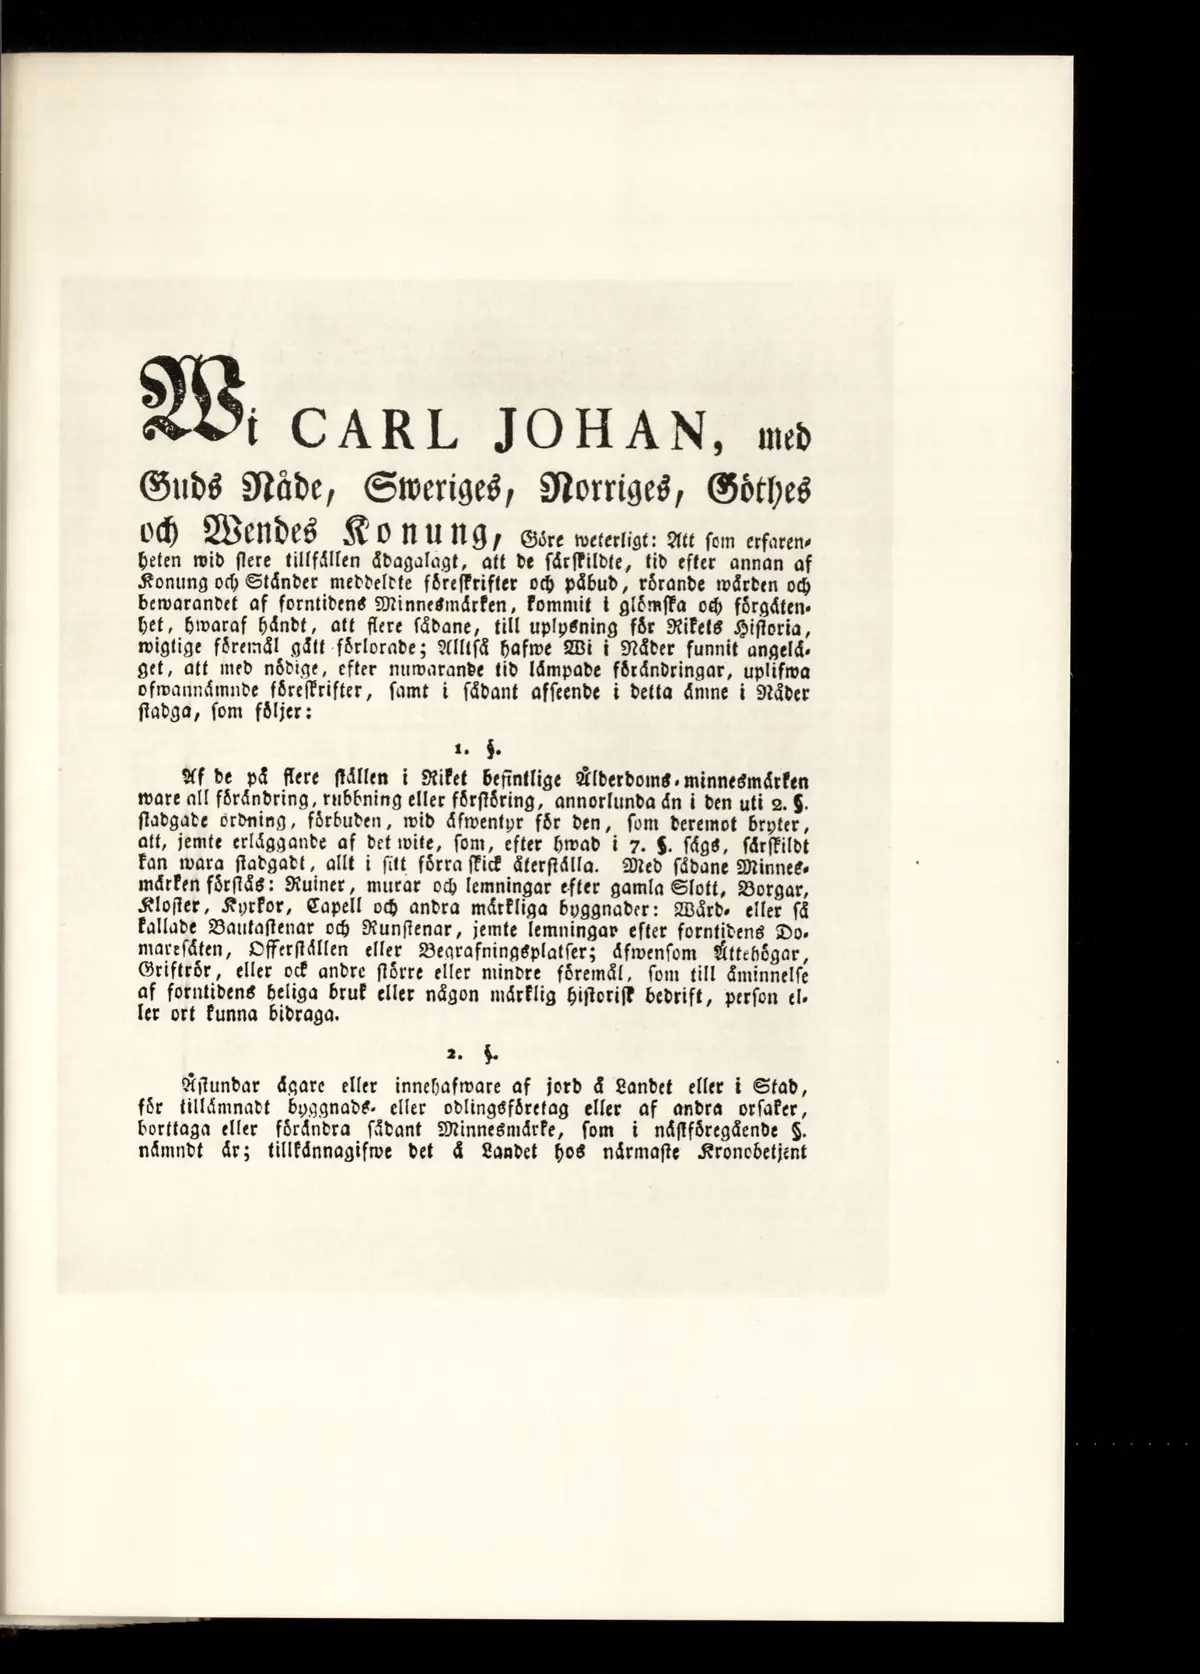 Wi CARL JOHAN, med
Guds Nåde, Sweriges, Norriges, Göthes
och Wendes Konung, Göre weterligt: Att som erfaren-
heten wid flere tillfällen ådagalagt, att de särskildte, tid efter annan af
Konung och Ständer meddeldte föreskrifter och påbud, rörande wården och
bewarandet af forntidens Minnesmärken, kommit i glömska och förgäten-
het, hwaraf händt, att flere sådane, till uplysning för Rikets Historia,
wigtige föremål gått förlorade; Alltså hafwe Wi i Nåder funnit angelä-
get, att med nödige, efter nuwarande tid lämpade förändringar, uplifwa
ofwannämnde föreskrifter, samt i sådant afseende i detta ämne i Nåder
stadga, som följer:
1. §.
Af de på flere ställen i Riket befintlige Ålderdoms-minnesmärken
ware all förändring, rubbning eller förstöring, annorlunda än i den uti 2. §.
stadgade ordning, förbuden, wid äfwentyr för den, som deremot bryter,
att, jemte erläggande af det wite, som, efter hwad i 7. §. sägs, särskildt
kan wara stadgadt, allt i sitt förra skick återställa. Med sådane Minnes-
märken förstås: Ruiner, murar och lemningar efter gamla Slott, Borgar,
Kloster, Kyrkor, Capell och andra märkliga byggnader: Wård- eller så
kallade Bautastenar och Runstenar, jemte lemningar efter forntidens Do-
maresäten, Offerställen eller Begrafningsplatser; äfwensom Ättehögar,
Griftrör, eller ock andre större eller mindre föremål, som till åminnelse
af forntidens heliga bruk eller någon märklig historisk bedrift, person el-
ler ort kunna bidraga.
2. §.
Åstundar ägare eller innehafware af jord å Landet eller i Stad,
för tillämnadt byggnads- eller odlingsföretag eller af andra orsaker,
borttaga eller förändra sådant Minnesmärke, som i nästföregående §.
nämndt är; tillkännagifwe det å Landet hos närmaste Kronobetjent